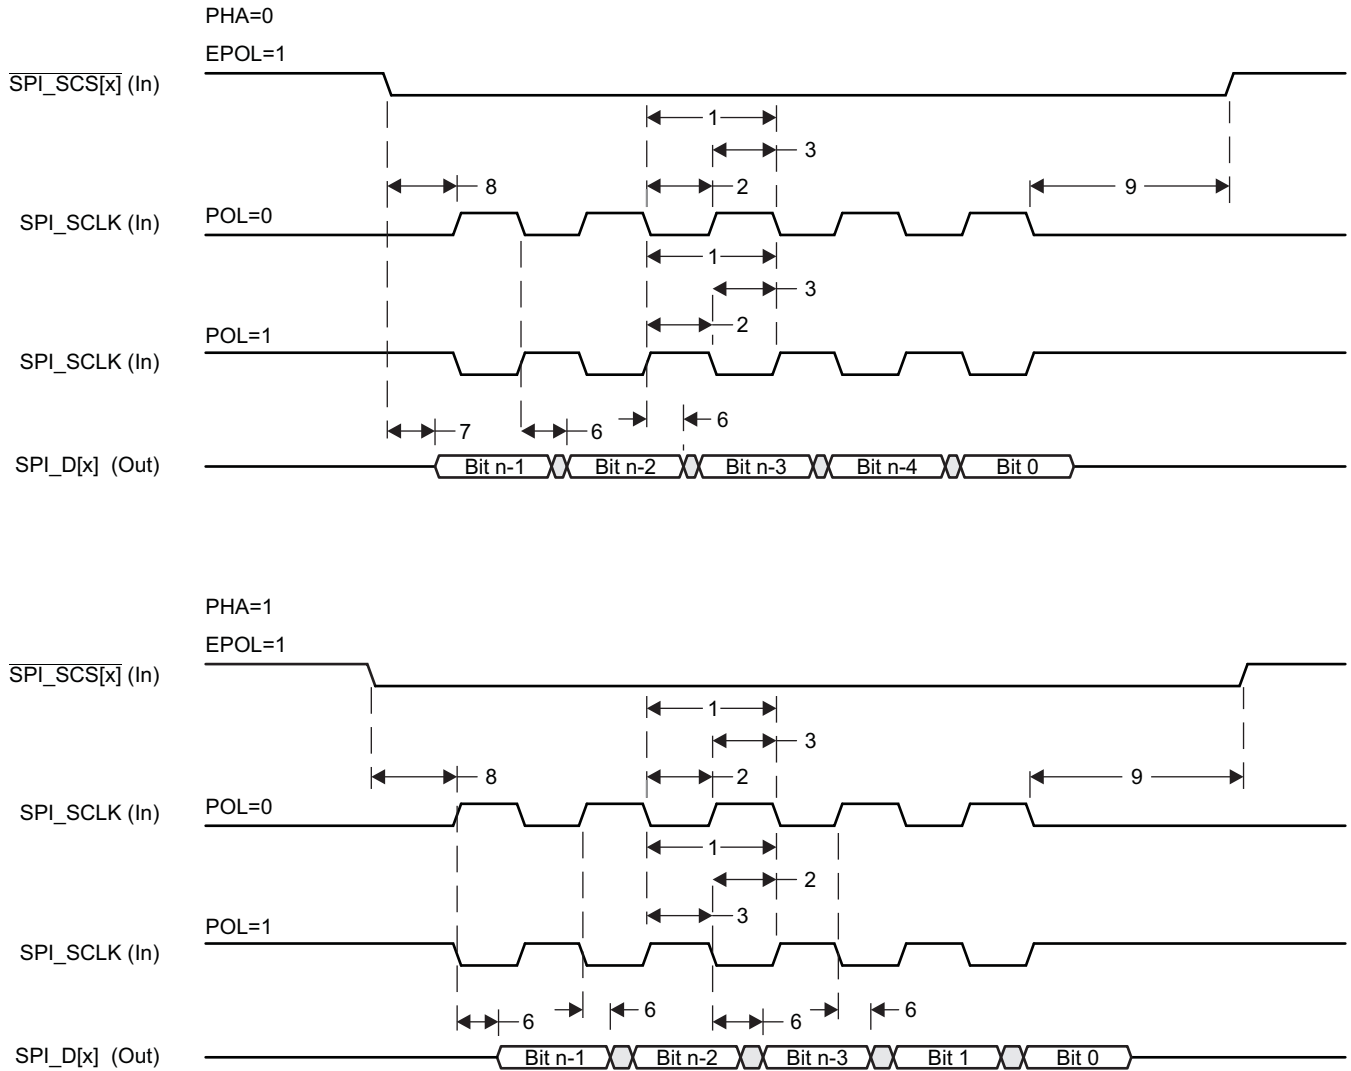 PHA=0
EPOL=1
SPI_SCS[x] (In)
1
3
8
2
9
SPI_SCLK (In)
POL=0
1
3
2
POL=1
SPI_SCLK (In)
7
6
6
SPI_D[x] (Out)
Bit n-1
Bit n-2
Bit n-3
Bit n-4
Bit 0
PHA=1
EPOL=1
SPI_SCS[x] (In)
1
3
8
2
9
SPI_SCLK (In)
POL=0
1
2
3
POL=1
SPI_SCLK (In)
6
6
6
6
SPI_D[x] (Out)
Bit n-1
Bit n-2
Bit n-3
Bit 1
Bit 0